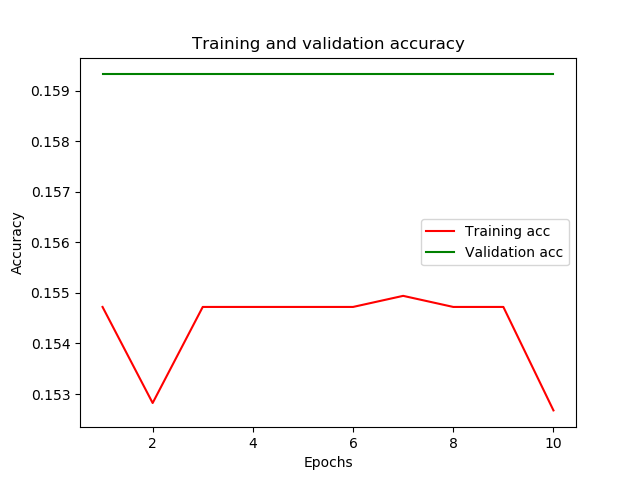 Training and validation accuracy
0.159
0.158
0.157
0.156
0.155
0.154
0.153
Accuracy
Training acc
Validation acc
2 4 6 8 10
Epochs